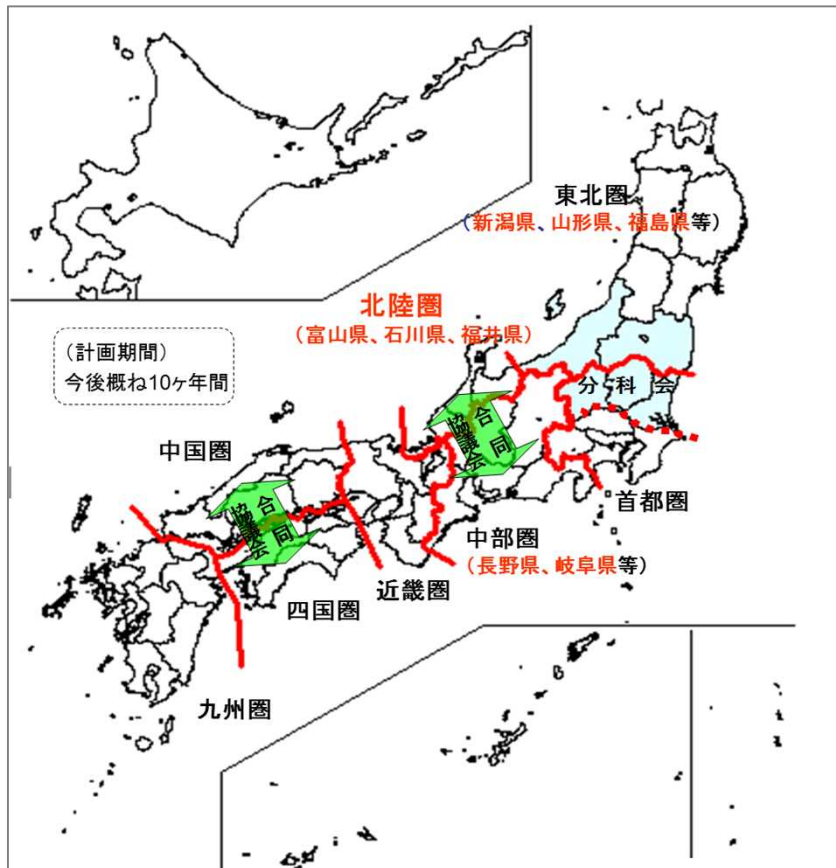 東北圏
（新潟県、山形県、福島県等）
北陸圏
（富山県、石川県、福井県）
（計画期間）
今後概ね10ヶ年間
分科会
合同
協議会
中国圏
首都圏
合同
協議会
中部圏
（長野県、岐阜県等）
近畿圏
四国圏
九州圏